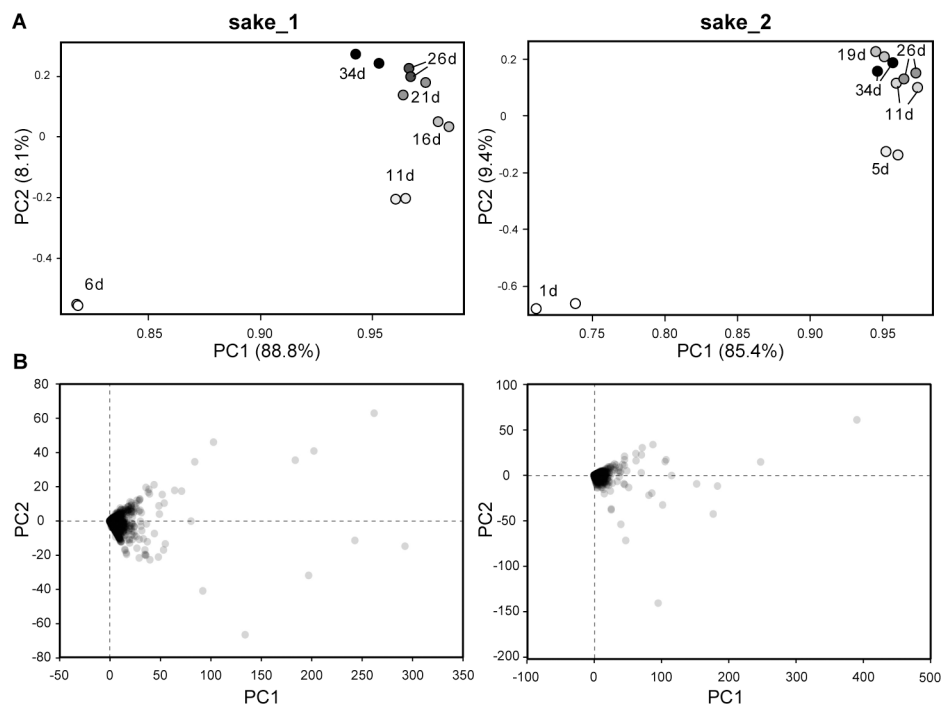 A
sake_1
sake_2
PC2 (8.1%)
0.2
0
-0.2
-0.4
34d
26d
21d
16d
11d
6d
0.85
0.90
0.95
PC1 (88.8%)
PC2 (9.4%)
0.2
0
-0.2
-0.4
-0.6
19d
26d
34d
11d
5d
1d
0.75
0.80
0.85
0.90
0.95
PC1 (85.4%)
B
PC2
80
60
40
20
0
-20
-40
-60
-80
-50
0
50
100
150
200
250
300
350
PC1
PC2
100
50
0
-50
-100
-150
-200
-100
0
100
200
300
400
500
PC1